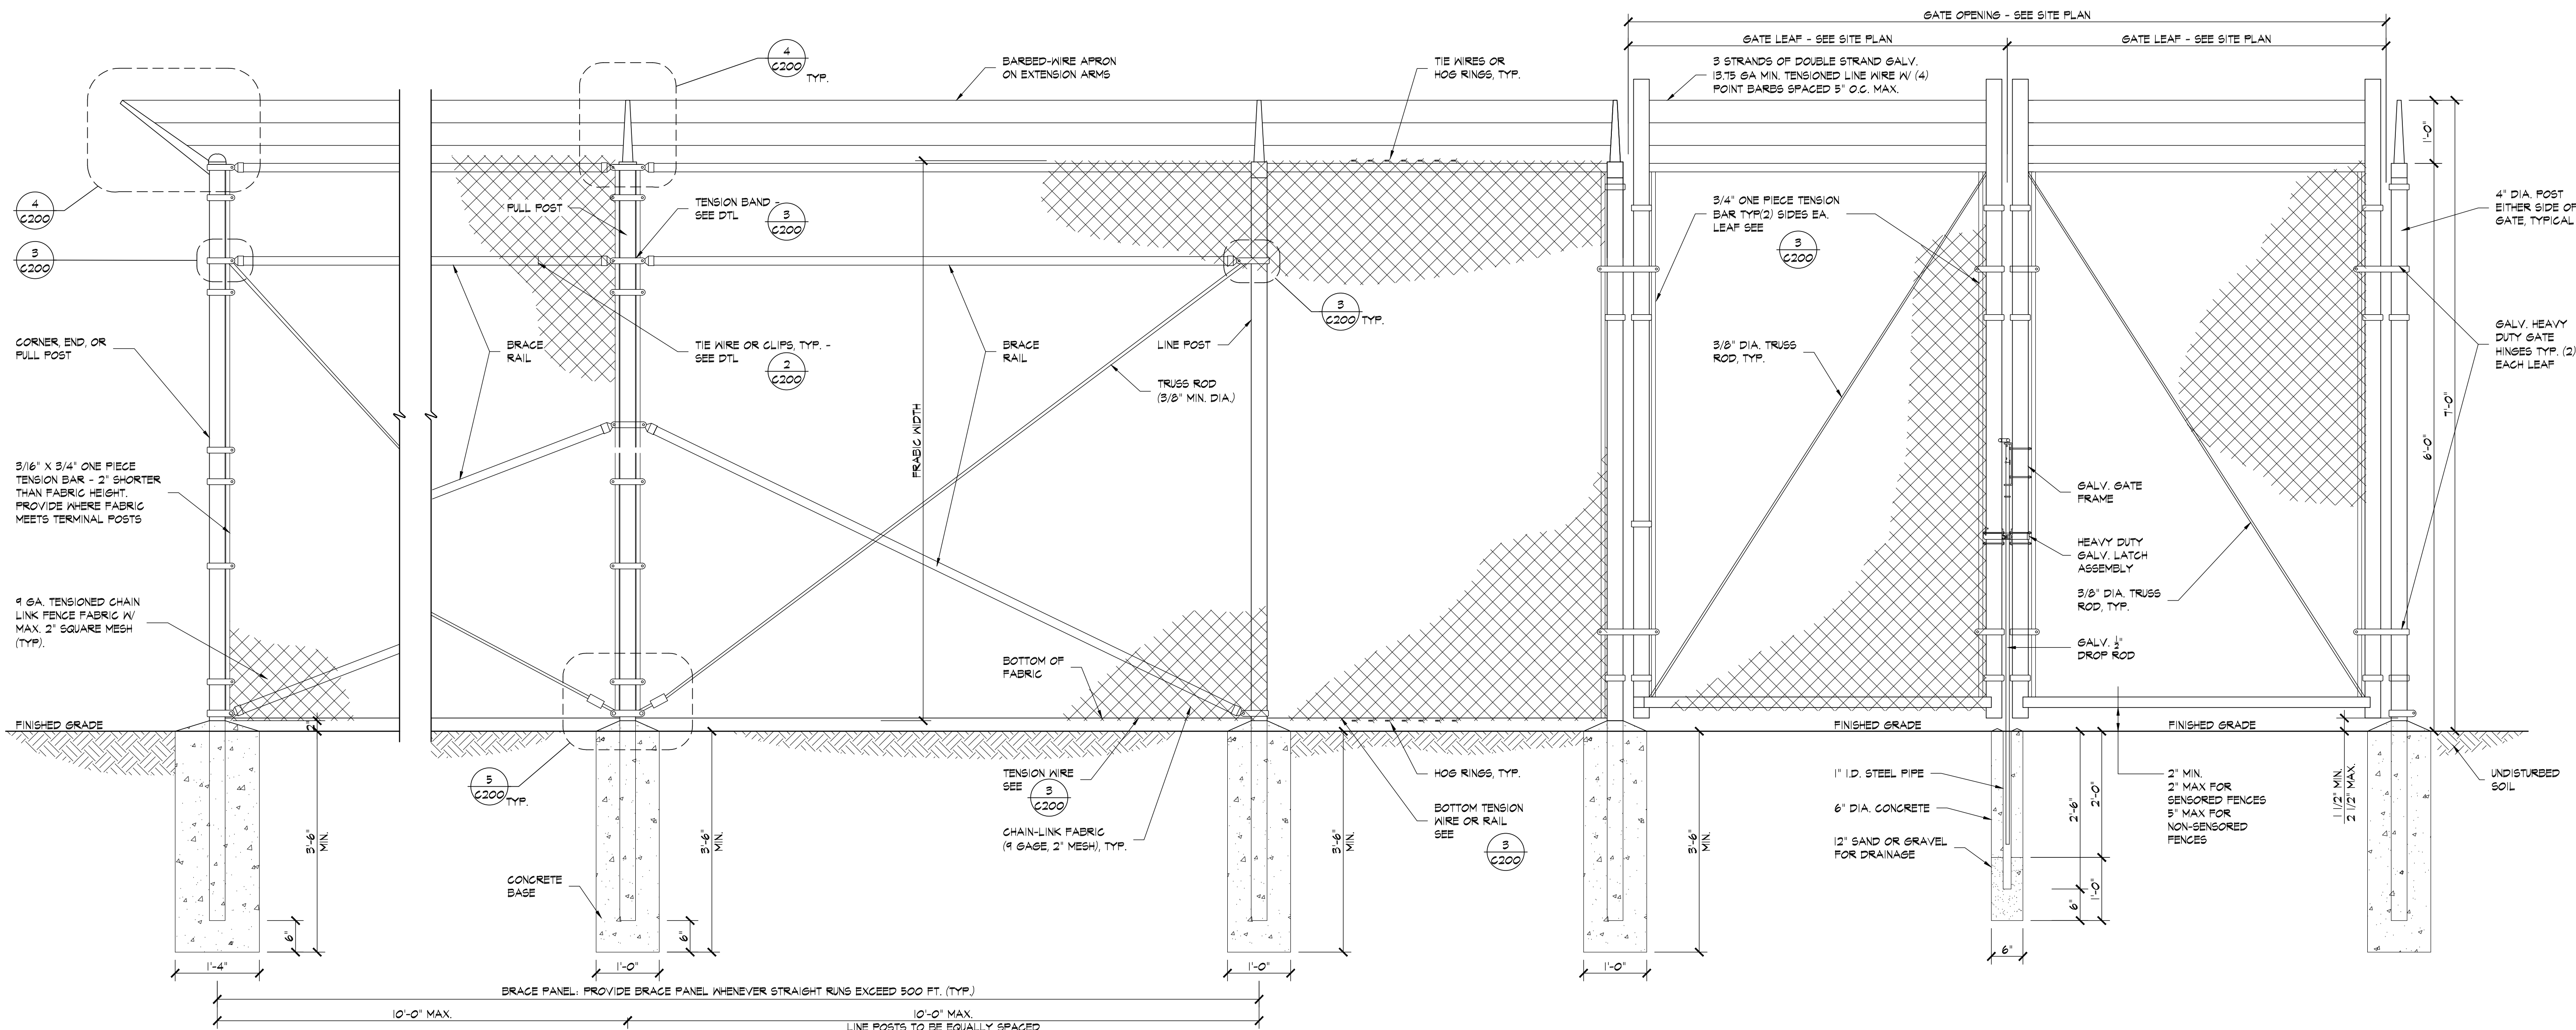 GATE OPENING - SEE SITE PLAN
GATE LEAF - SEE SITE PLAN
GATE LEAF - SEE SITE PLAN
4
C200
TYP.
BARBED-WIRE APRON
ON EXTENSION ARMS
TIE WIRES OR
HOG RINGS, TYP.
3 STRANDS OF DOUBLE STRAND GALV.
13.75 GA MIN. TENSIONED LINE WIRE W/ (4)
POINT BARBS SPACED 5" O.C. MAX.
1'-0"
4
C200
3
C200
PULL POST
TENSION BAND -
SEE DTL
3
C200
3/4" ONE PIECE TENSION
BAR TYP(2) SIDES EA.
LEAF SEE
3
C200
4" DIA. POST
EITHER SIDE OF
GATE, TYPICAL
CORNER, END, OR
PULL POST
BRACE
RAIL
TIE WIRE OR CLIPS, TYP. -
SEE DTL
2
C200
BRACE
RAIL
LINE POST
3
C200
TYP.
TRUSS ROD
(3/8" MIN. DIA.)
3/8" DIA. TRUSS
ROD, TYP.
GALV. HEAVY
DUTY GATE
HINGES TYP. (2)
EACH LEAF
FRABIC WIDTH
6'-0"
7'-0"
3/16" X 3/4" ONE PIECE
TENSION BAR - 2" SHORTER
THAN FABRIC HEIGHT.
PROVIDE WHERE FABRIC
MEETS TERMINAL POSTS
GALV. GATE
FRAME
HEAVY DUTY
GALV. LATCH
ASSEMBLY
3/8" DIA. TRUSS
ROD, TYP.
9 GA. TENSIONED CHAIN
LINK FENCE FABRIC W/
MAX. 2" SQUARE MESH
(TYP).
GALV. 1/2"
DROP ROD
BOTTOM OF
FABRIC
FINISHED GRADE
2"
FINISHED GRADE
FINISHED GRADE
5
C200
TYP.
TENSION WIRE
SEE
3
C200
CHAIN-LINK FABRIC
(9 GAGE, 2" MESH), TYP.
HOG RINGS, TYP.
BOTTOM TENSION
WIRE OR RAIL
SEE
3
C200
1" I.D. STEEL PIPE
6" DIA. CONCRETE
12" SAND OR GRAVEL
FOR DRAINAGE
2'-6"
2'-0"
6"
1'-0"
2" MIN.
2" MAX FOR
SENSORED FENCES
5" MAX FOR
NON-SENSORED
FENCES
1 1/2" MIN.
2 1/2" MAX.
UNDISTURBED
SOIL
CONCRETE
BASE
3'-6"
MIN.
3'-6"
MIN.
3'-6"
MIN.
3'-6"
MIN.
6"
6"
1'-4"
1'-0"
1'-0"
1'-0"
6"
BRACE PANEL: PROVIDE BRACE PANEL WHENEVER STRAIGHT RUNS EXCEED 500 FT. (TYP.)
10'-0" MAX.
10'-0" MAX.
LINE POSTS TO BE EQUALLY SPACED